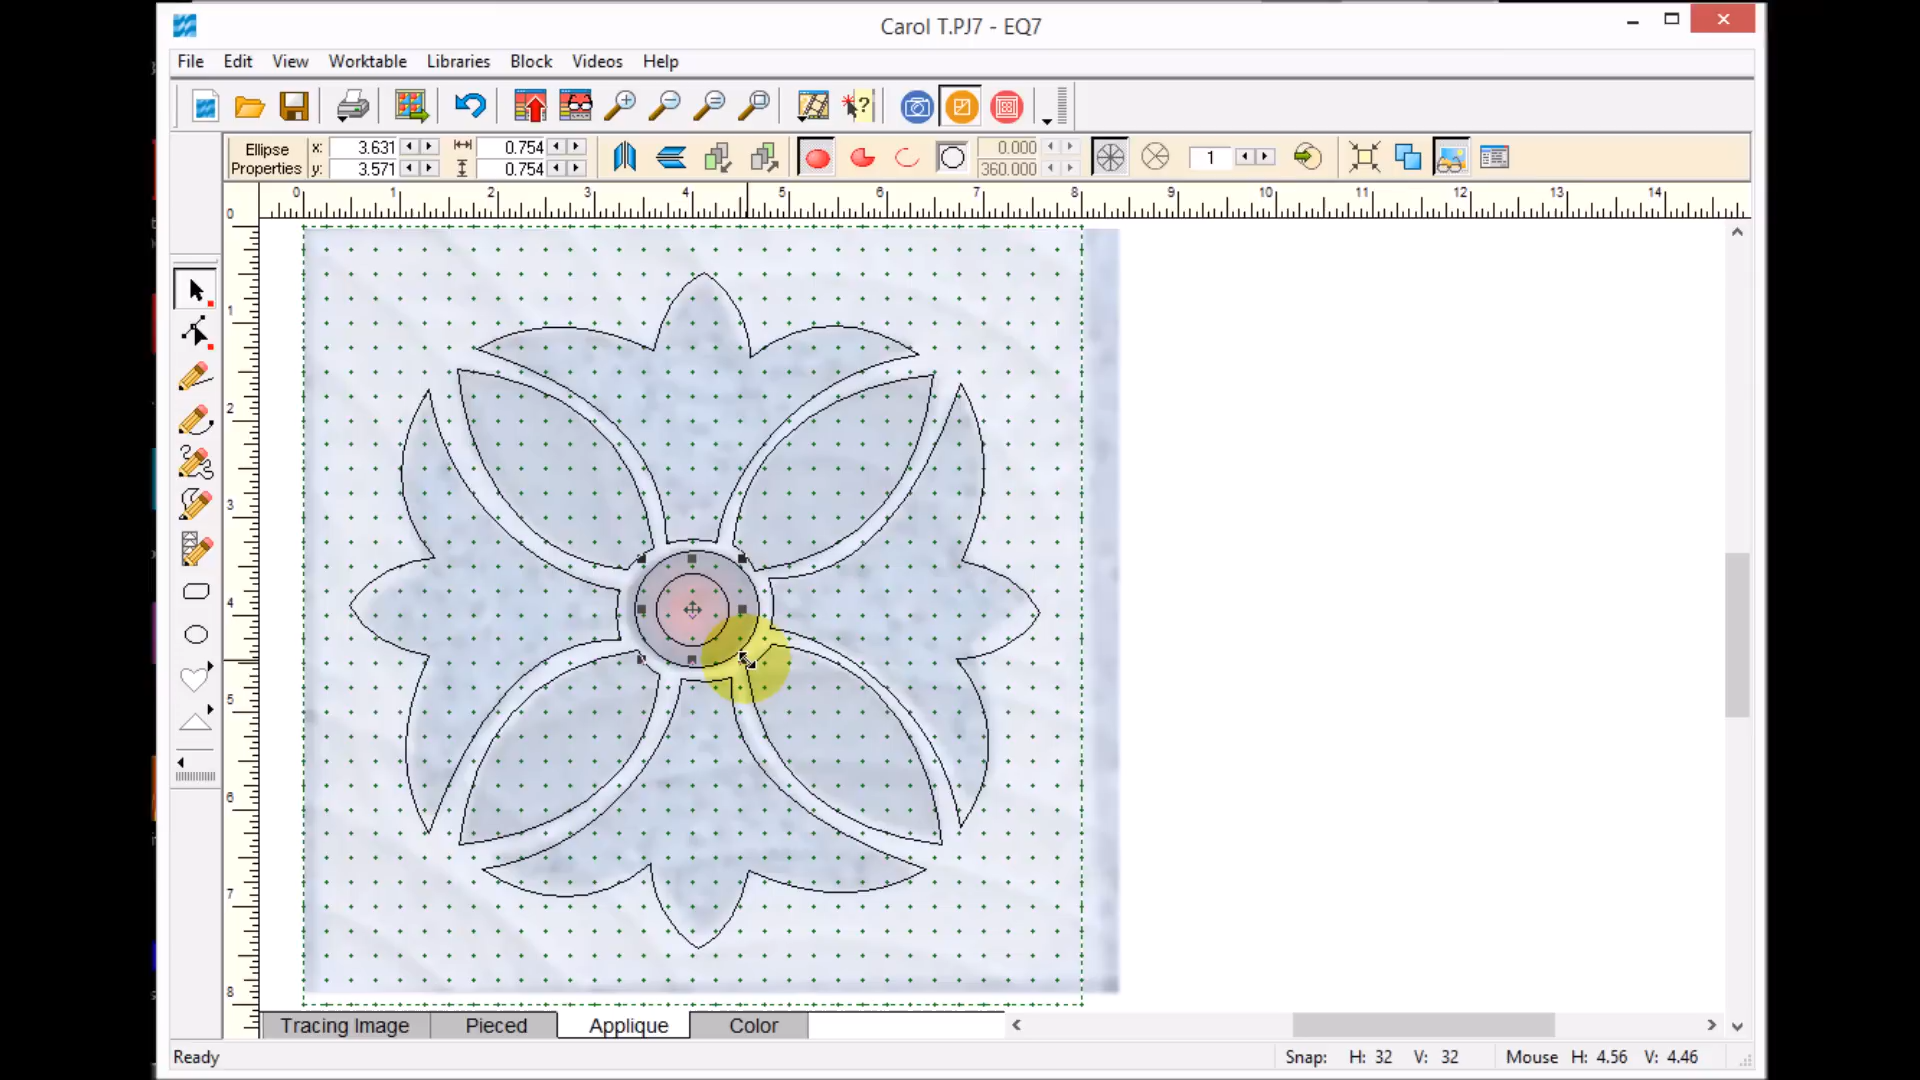 Carol T.PJ7 - EQ7
File Edit View Worktable Libraries Block Videos Help
Ellipse x: 3.631 0.754 0.000
Properties y: 3.571 0.754 360.000 1
0 1 2 3 4 5 6 7 8 9 10 11 12 13 14
0
1
2
3
4
5
6
7
8
Tracing Image Pieced Applique Color
Ready Snap: H: 32 V: 32 Mouse H: 4.56 V: 4.46